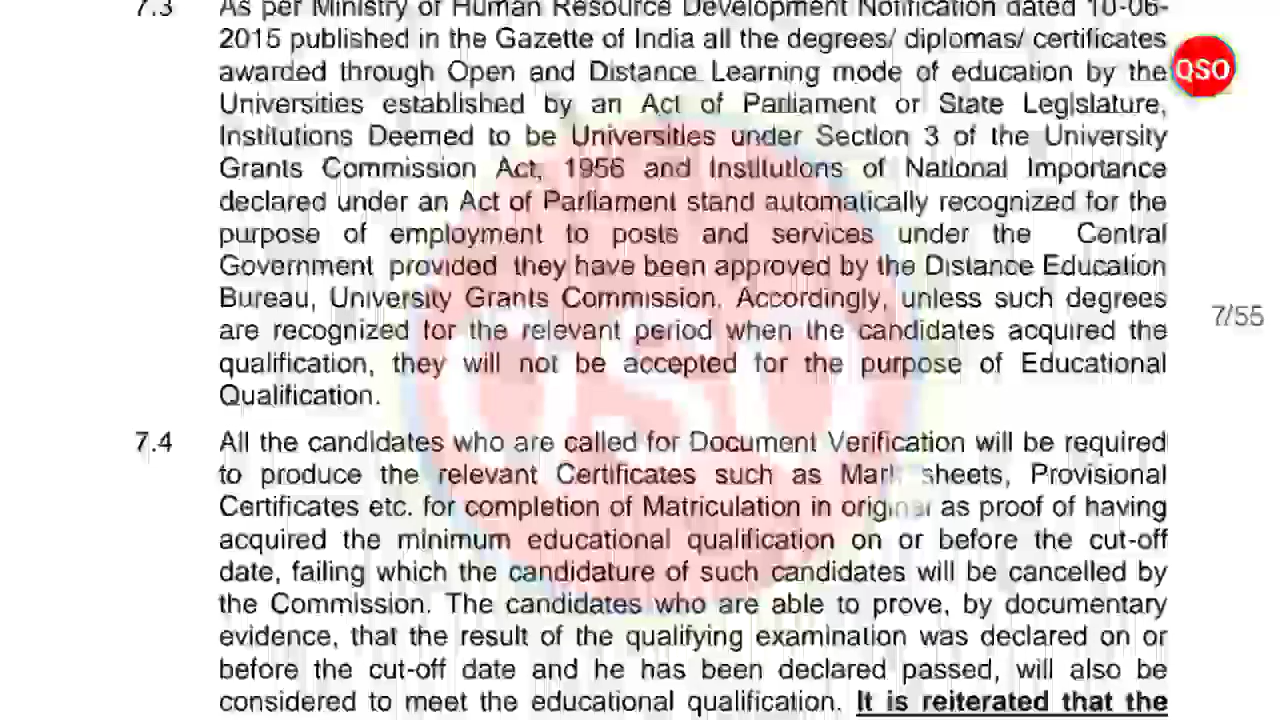 7.3 As per Ministry of Human Resource Development Notification dated 10-06-
2015 published in the Gazette of India all the degrees/ diplomas/ certificates
awarded through Open and Distance Learning mode of education by the
QSO
Universities established by an Act of Parliament or State Legislature,
Institutions Deemed to be Universities under Section 3 of the University
Grants Commission Act, 1956 and Institutions of National Importance
declared under an Act of Parliament stand automatically recognized for the
purpose of employment to posts and services under the Central
Government provided they have been approved by the Distance Education
Bureau, University Grants Commission. Accordingly, unless such degrees
7/55
are recognized for the relevant period when the candidates acquired the
qualification, they will not be accepted for the purpose of Educational
Qualification.
QSO
7.4 All the candidates who are called for Document Verification will be required
to produce the relevant Certificates such as Mark sheets, Provisional
Certificates etc. for completion of Matriculation in original as proof of having
acquired the minimum educational qualification on or before the cut-off
date, failing which the candidature of such candidates will be cancelled by
the Commission. The candidates who are able to prove, by documentary
evidence, that the result of the qualifying examination was declared on or
before the cut-off date and he has been declared passed, will also be
considered to meet the educational qualification. It is reiterated that the